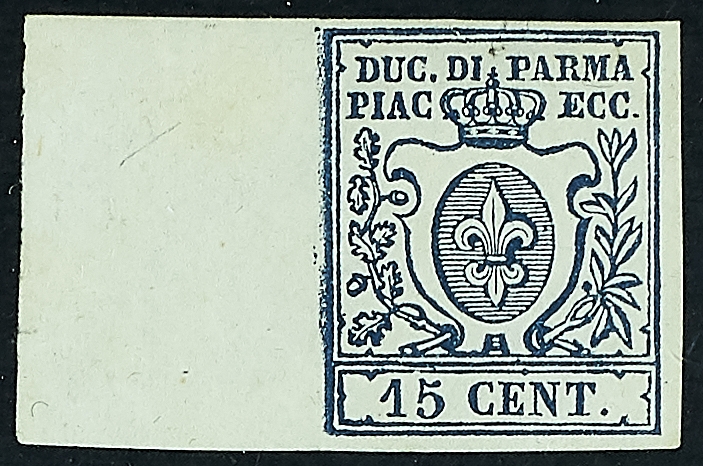 DUC. DI PARMA
PIAC ECC.
15 CENT.